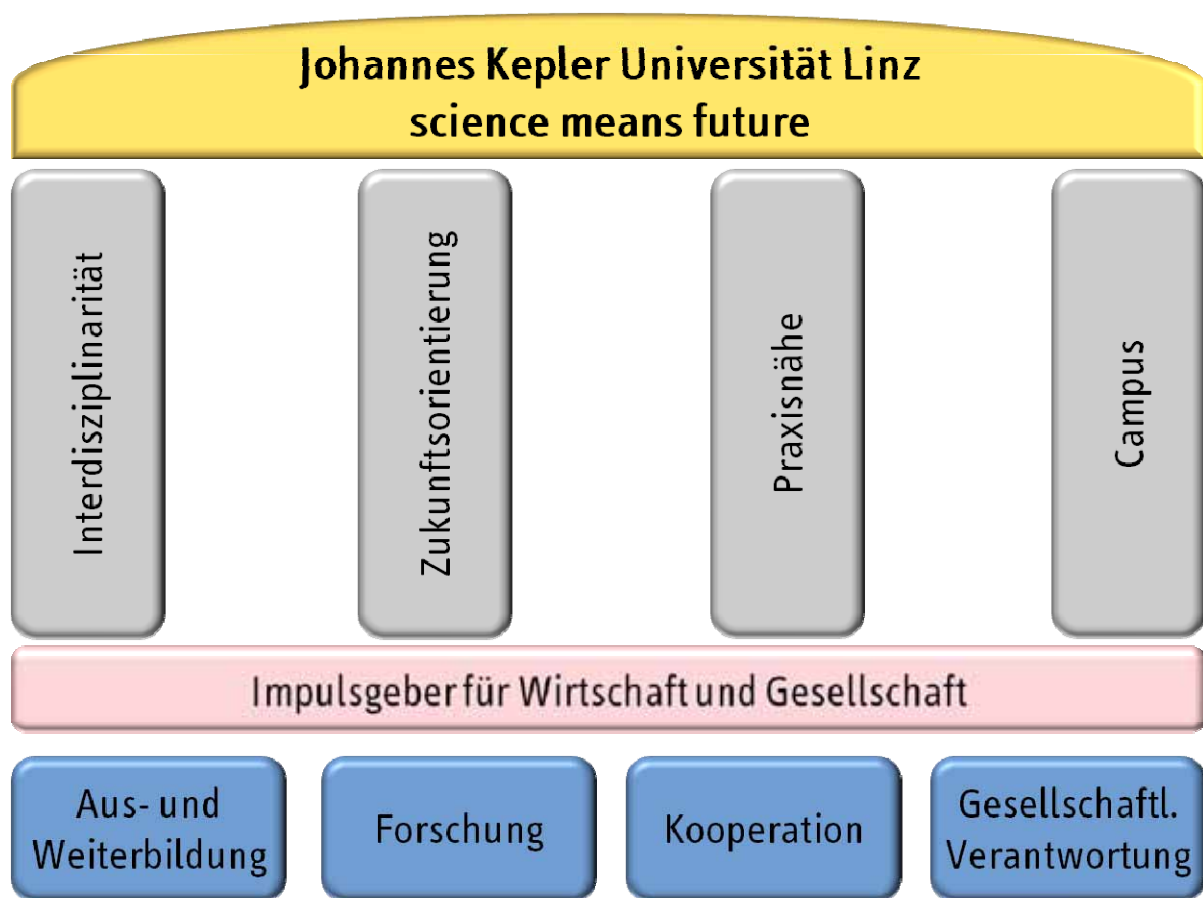 Johannes Kepler Universität Linz
science means future
Interdisziplinarität
Zukunftsorientierung
Praxisnähe
Campus
Impulsgeber für Wirtschaft und Gesellschaft
Aus- und
Weiterbildung
Forschung
Kooperation
Gesellschaftl.
Verantwortung